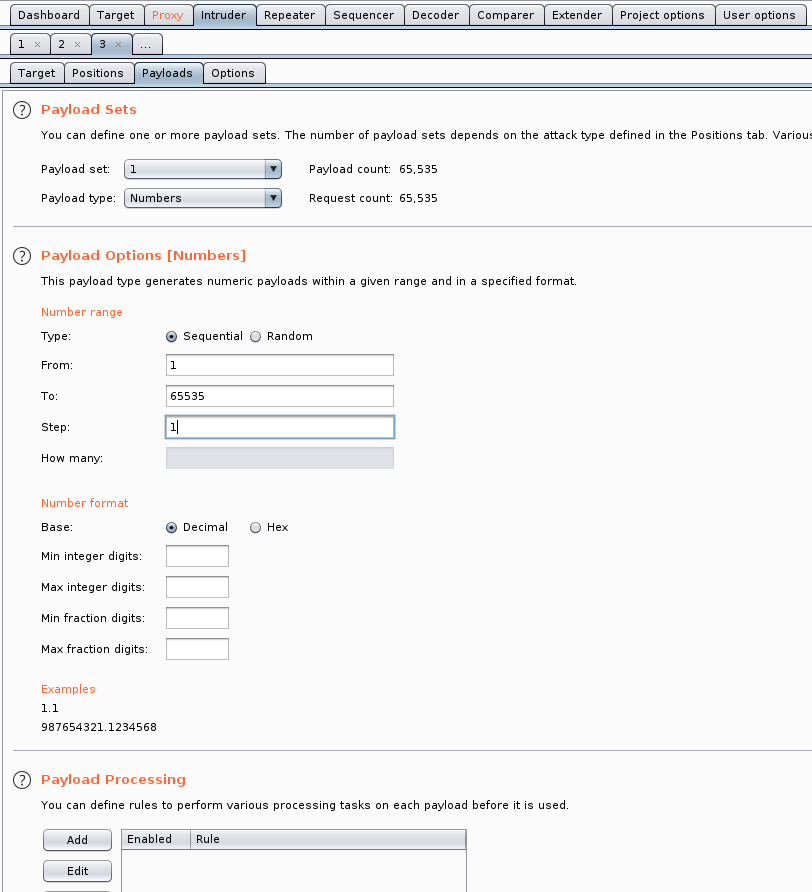 Dashboard Target Proxy Intruder Repeater Sequencer Decoder Comparer Extender Project options User options
1 × 2 × 3 × ...
Target Positions Payloads Options
? Payload Sets
You can define one or more payload sets. The number of payload sets depends on the attack type defined in the Positions tab. Various
Payload set: 1 Payload count: 65,535
Payload type: Numbers Request count: 65,535
? Payload Options [Numbers]
This payload type generates numeric payloads within a given range and in a specified format.
Number range
Type: Sequential Random
From: 1
To: 65535
Step: 1
How many:
Number format
Base: Decimal Hex
Min integer digits:
Max integer digits:
Min fraction digits:
Max fraction digits:
Examples
1.1
987654321.1234568
? Payload Processing
You can define rules to perform various processing tasks on each payload before it is used.
Add Enabled Rule
Edit